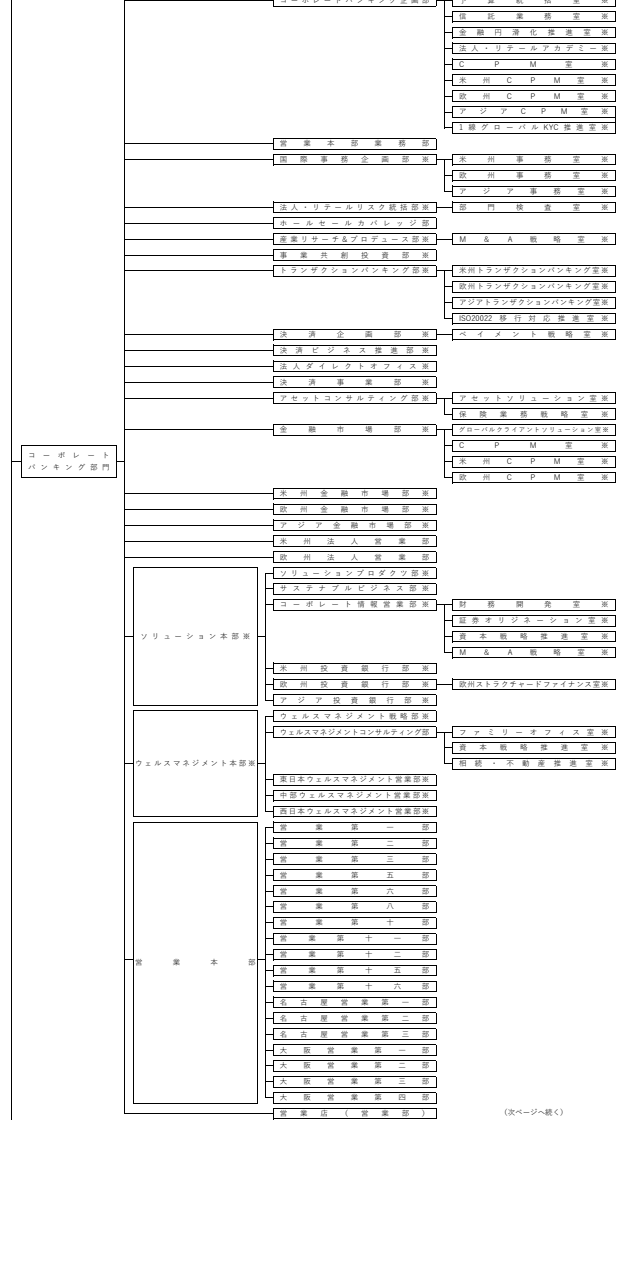 コーポレートバンキング企画部
予資統括室※
信託業務室※
金融円滑化推進室※
法人・リテールアカデミー※
CPM室※
米州CPM室※
欧州CPM室※
アジアCPM室※
1線グローバルKYC推進室※
営業本部業務部
国際事務企画部※
米州事務室※
欧州事務室※
アジア事務室※
法人・リテールリスク統括部※
部門検査室※
ホールセールカバレッジ部
産業リサーチ&プロデュース部※
M&A戦略室※
事業共創投資部※
トランザクションバンキング部※
米州トランザクションバンキング室※
欧州トランザクションバンキング室※
アジアトランザクションバンキング室※
ISO20022移行対応推進室※
決済企画部※
ペイメント戦略室※
決済ビジネス推進部※
法人ダイレクトオフィス※
決済事業部※
アセットコンサルティング部※
アセットソリューション室※
保険業務戦略室※
金融市場部※
グローバルクライアントソリューション室※
CPM室※
米州CPM室※
欧州CPM室※
コーポレート
バンキング部門
米州金融市場部※
欧州金融市場部※
アジア金融市場部※
米州法人営業部
欧州法人営業部
ソリューション本部※
ソリューションプロダクツ部※
サステナブルビジネス部※
コーポレート情報営業部※
財務開発室※
証券オリジネーション室※
資本戦略推進室※
M&A戦略室※
米州投資銀行部※
欧州投資銀行部※
欧州ストラクチャードファイナンス室※
アジア投資銀行部※
ウェルスマネジメント本部※
ウェルスマネジメント戦略部※
ウェルスマネジメントコンサルティング部
ファミリーオフィス室※
資本戦略推進室※
相続・不動産推進室※
東日本ウェルスマネジメント営業部※
中部ウェルスマネジメント営業部※
西日本ウェルスマネジメント営業部※
営業本部
営業第一部
営業第二部
営業第三部
営業第五部
営業第六部
営業第八部
営業第十部
営業第十一部
営業第十二部
営業第十五部
営業第十六部
名古屋営業第一部
名古屋営業第二部
名古屋営業第三部
大阪営業第一部
大阪営業第二部
大阪営業第三部
大阪営業第四部
営業店(営業部)
(次ページへ続く)